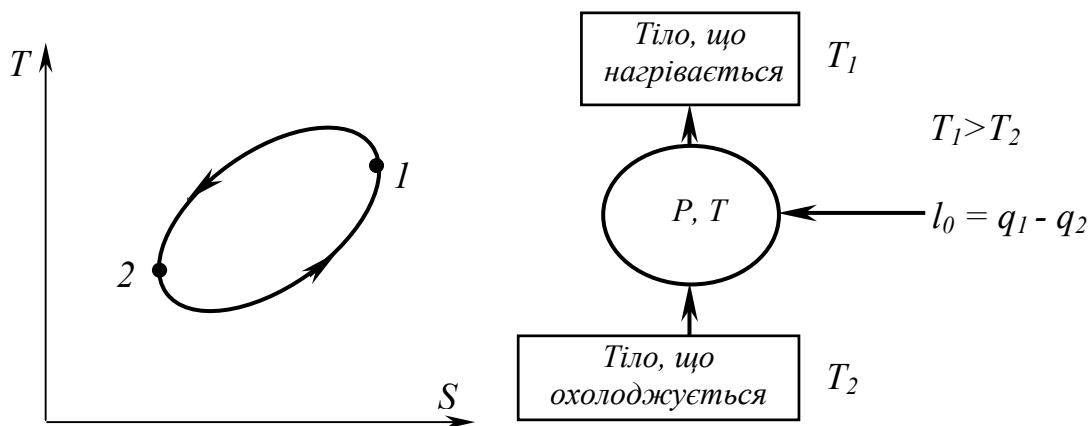 T
1
2
S
Тіло, що
нагрівається
T₁
T₁>T₂
P, T
l₀ = q₁ - q₂
Тіло, що
охолоджується
T₂